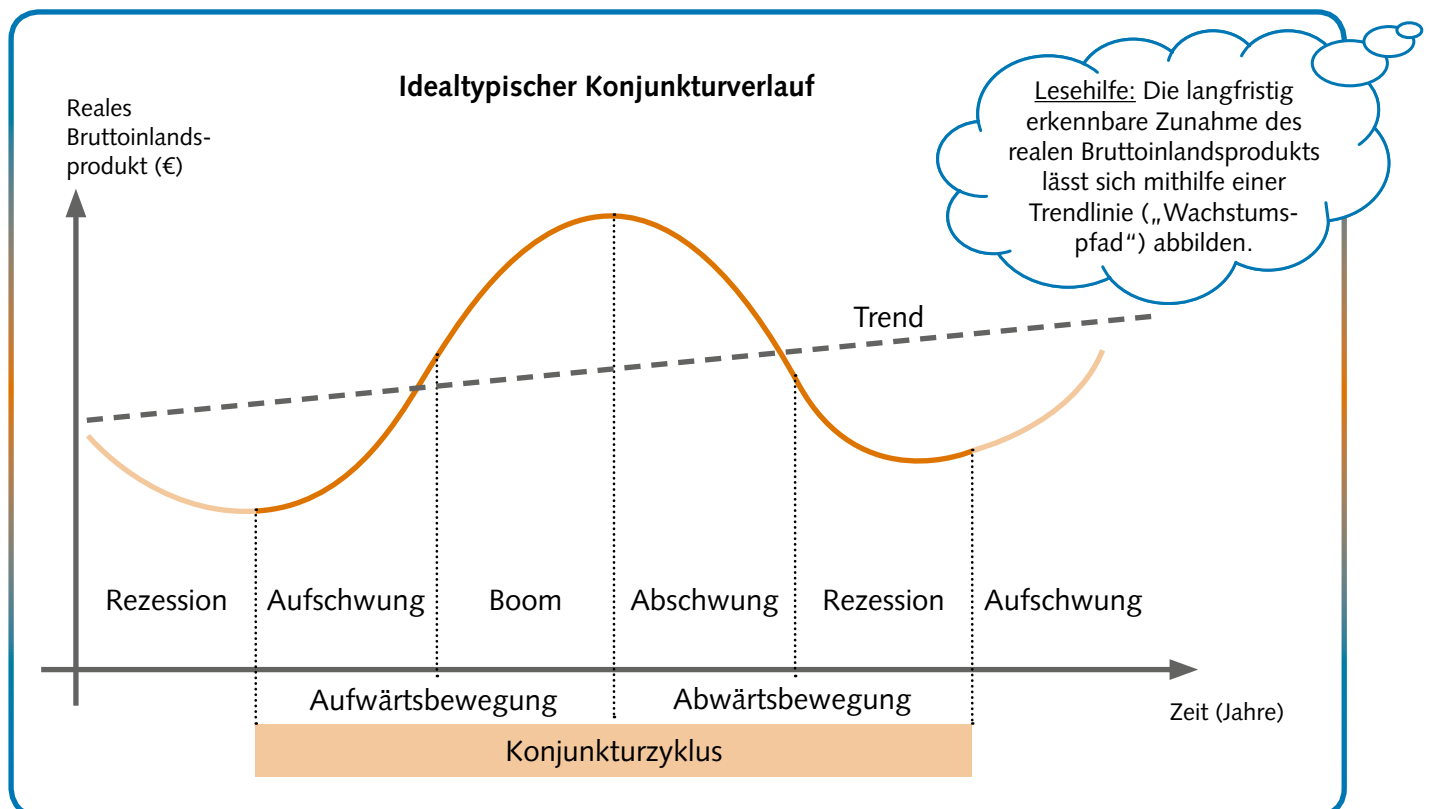 Idealtypischer Konjunkturverlauf
Reales
Bruttoinlands-
produkt (€)
Lesehilfe: Die langfristig
erkennbare Zunahme des
realen Bruttoinlandsprodukts
lässt sich mithilfe einer
Trendlinie („Wachstums-
pfad“) abbilden.
Trend
Rezession
Aufschwung
Boom
Abschwung
Rezession
Aufschwung
Aufwärtsbewegung
Abwärtsbewegung
Zeit (Jahre)
Konjunkturzyklus